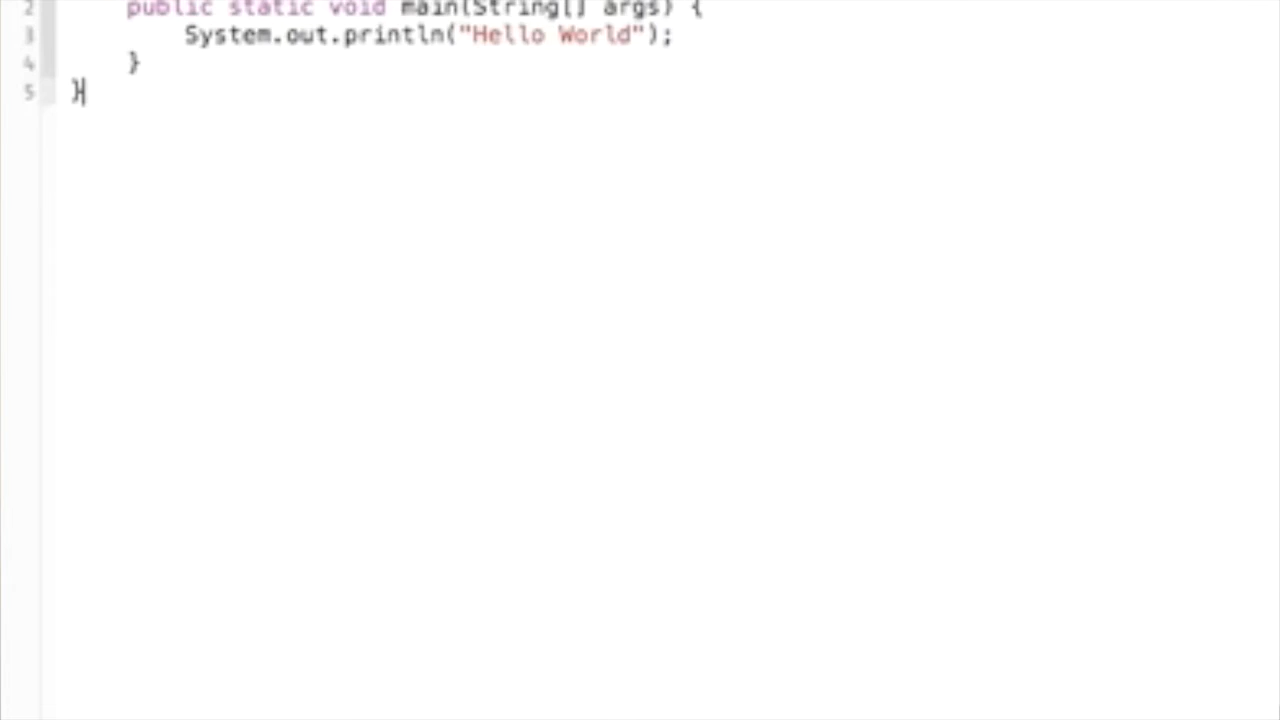 2 public static void main(String[] args) {
3 System.out.println("Hello World");
4 }
5 }